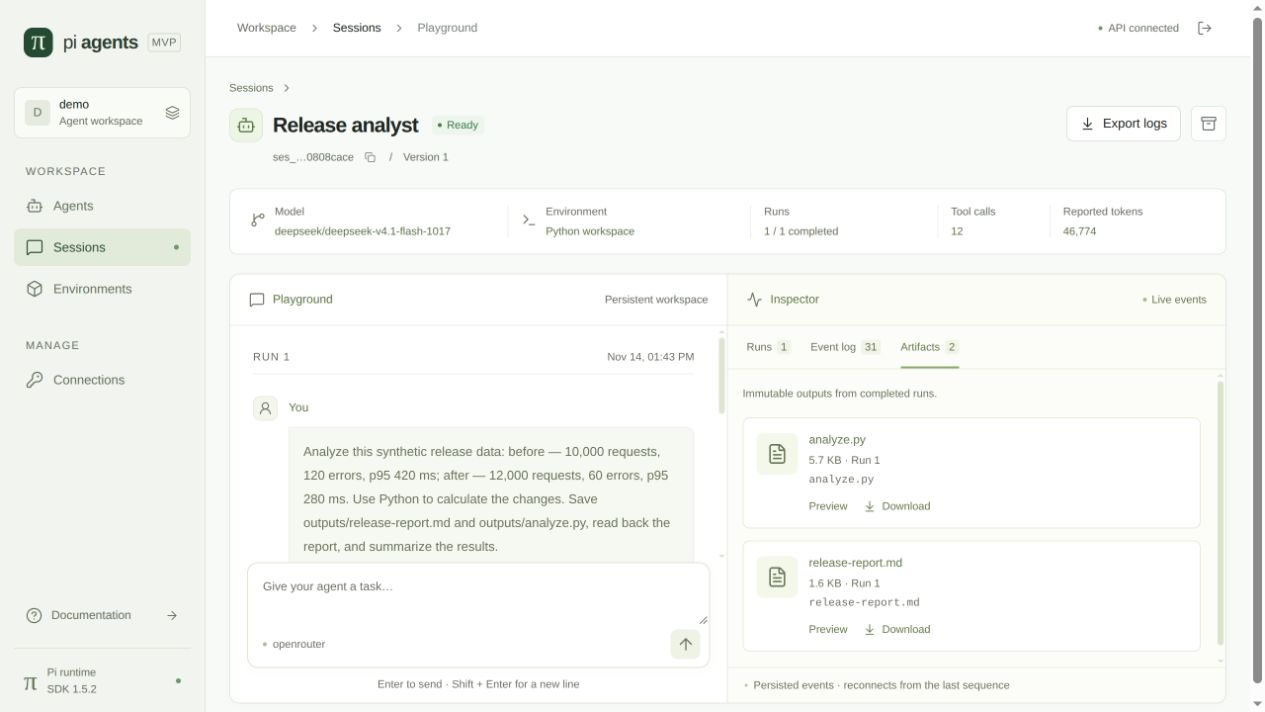 π pi agents MVP
D demo
Agent workspace
WORKSPACE
Agents
Sessions
Environments
MANAGE
Connections
Documentation
π Pi runtime
SDK 1.5.2
Workspace > Sessions > Playground
API connected
Sessions >
Release analyst
Ready
Export logs
ses_...0808cace / Version 1
Model
deepseek/deepseek-v4.1-flash-1017
Environment
Python workspace
Runs
1 / 1 completed
Tool calls
12
Reported tokens
46,774
Playground
Persistent workspace
RUN 1
Nov 14, 01:43 PM
You
Analyze this synthetic release data: before — 10,000 requests,
120 errors, p95 420 ms; after — 12,000 requests, 60 errors, p95
280 ms. Use Python to calculate the changes. Save
outputs/release-report.md and outputs/analyze.py, read back the
report, and summarize the results.
Give your agent a task...
openrouter
Enter to send · Shift + Enter for a new line
Inspector
Live events
Runs 1 Event log 31 Artifacts 2
Immutable outputs from completed runs.
analyze.py
5.7 KB · Run 1
analyze.py
Preview Download
release-report.md
1.6 KB · Run 1
release-report.md
Preview Download
Persisted events · reconnects from the last sequence